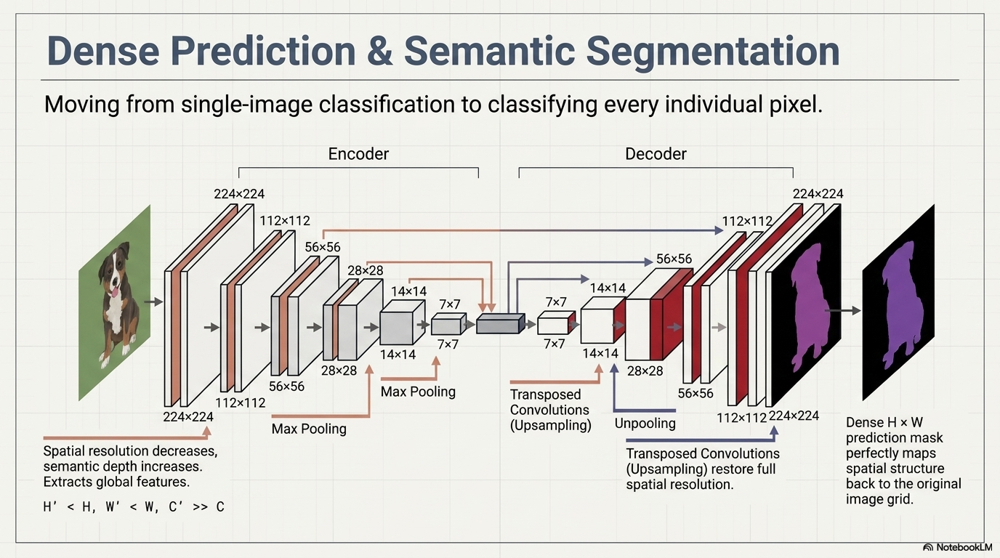 Dense Prediction & Semantic Segmentation
Moving from single-image classification to classifying every individual pixel.
Encoder
Decoder
224×224
112×112
56×56
28×28
14×14
7×7
7×7
14×14
56×56
112×112
224×224
224×224
112×112
56×56
28×28
14×14
7×7
7×7
14×14
28×28
56×56
112×112
224×224
Max Pooling
Max Pooling
Transposed
Convolutions
(Upsampling)
Unpooling
Spatial resolution decreases,
semantic depth increases.
Extracts global features.
H′ < H, W′ < W, C′ >> C
Transposed Convolutions
(Upsampling) restore full
spatial resolution.
Dense H × W
prediction mask
perfectly maps
spatial structure
back to the original
image grid.
NotebookLM